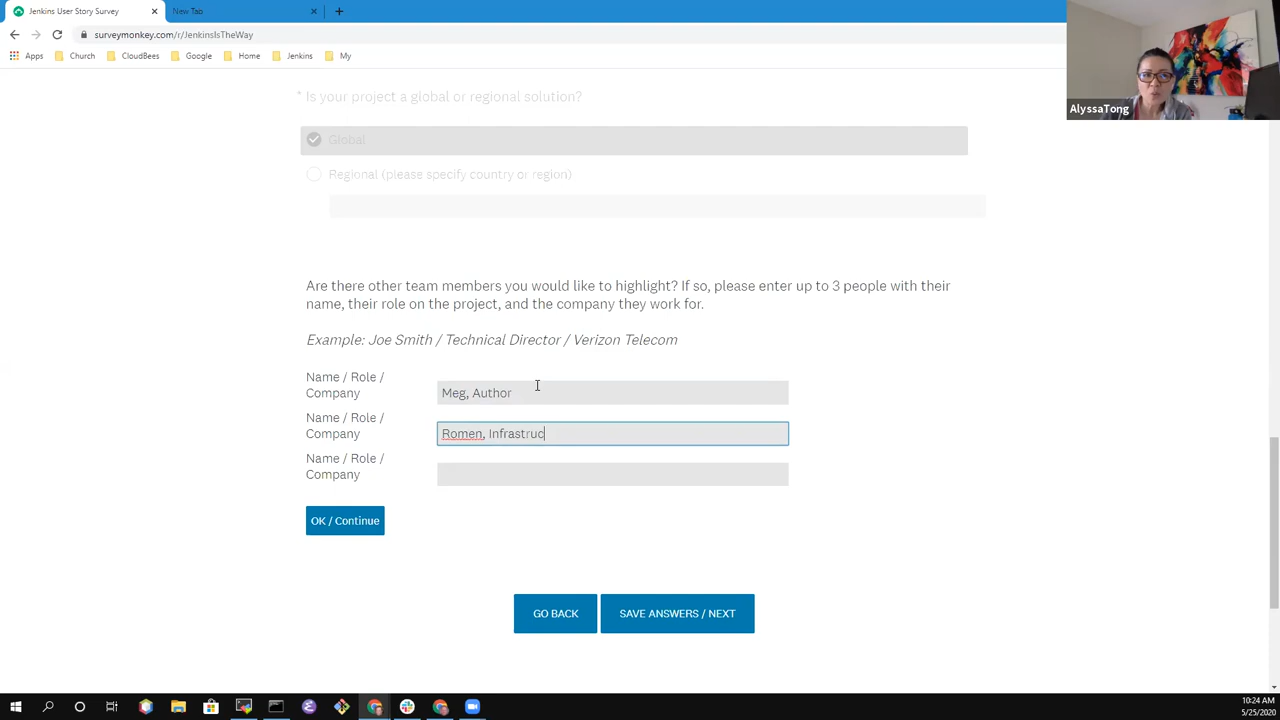 Jenkins User Story Survey
New Tab
surveymonkey.com/r/JenkinsIsTheWay
Apps
Church
CloudBees
Google
Home
Jenkins
My
AlyssaTong
* Is your project a global or regional solution?
Global
Regional (please specify country or region)
Are there other team members you would like to highlight? If so, please enter up to 3 people with their
name, their role on the project, and the company they work for.
Example: Joe Smith / Technical Director / Verizon Telecom
Name / Role /
Company
Meg, Author
Name / Role /
Company
Romen, Infrastruc
Name / Role /
Company
OK / Continue
GO BACK
SAVE ANSWERS / NEXT
10:24 AM
5/25/2020